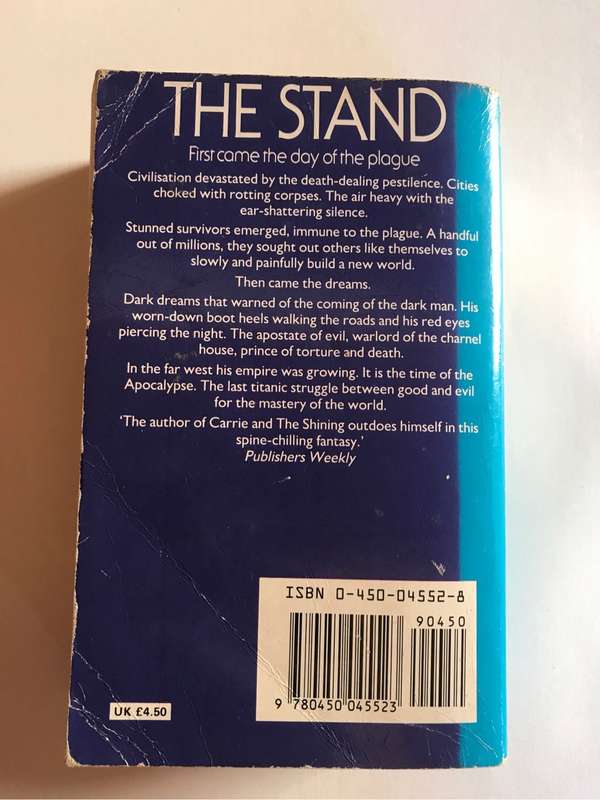 THE STAND
First came the day of the plague
Civilisation devastated by the death-dealing pestilence. Cities
choked with rotting corpses. The air heavy with the
ear-shattering silence.
Stunned survivors emerged, immune to the plague. A handful
out of millions, they sought out others like themselves to
slowly and painfully build a new world.
Then came the dreams.
Dark dreams that warned of the coming of the dark man. His
worn-down boot heels walking the roads and his red eyes
piercing the night. The apostate of evil, warlord of the charnel
house, prince of torture and death.
In the far west his empire was growing. It is the time of the
Apocalypse. The last titanic struggle between good and evil
for the mastery of the world.
'The author of Carrie and The Shining outdoes himself in this
spine-chilling fantasy.'
Publishers Weekly
ISBN 0-450-04552-8
90450
9 780450 045523
UK £4.50